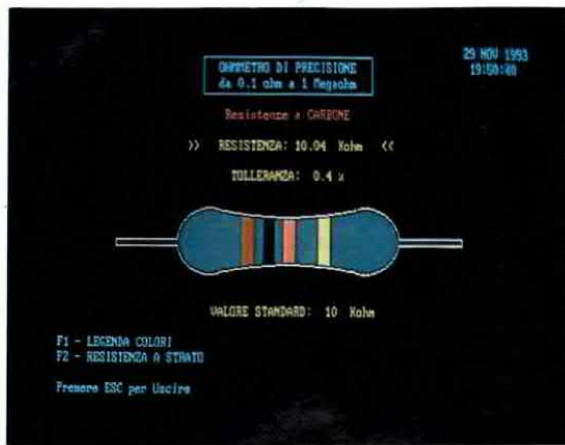 29 NOV 1993
19:50:40
OHMMETRO DI PRECISIONE
da 0.1 ohm a 1 Megaohm
Resistenze a CARBONE
>> RESISTENZA: 10.04 Kohm <<
TOLLERANZA: 0.4 %
VALORE STANDARD: 10 Kohm
F1 - LEGENDA COLORI
F2 - RESISTENZA A STRATO
Premere ESC per Uscire